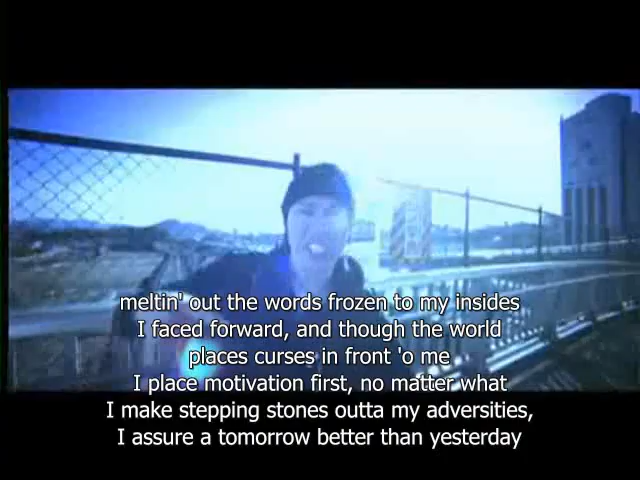 meltin' out the words frozen to my insides
I faced forward, and though the world
places curses in front 'o me
I place motivation first, no matter what
I make stepping stones outta my adversities,
I assure a tomorrow better than yesterday